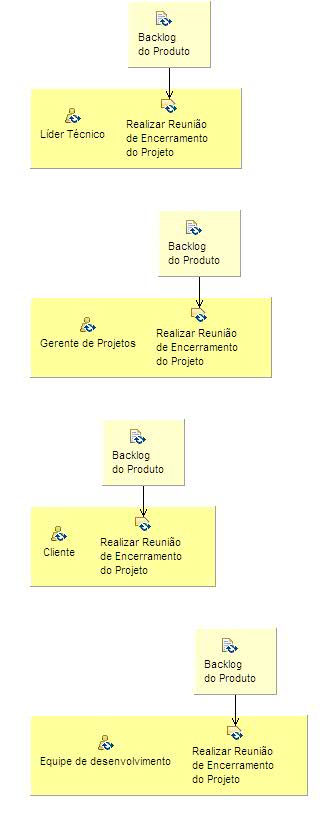 Backlog
do Produto
Líder Técnico
Realizar Reunião
de Encerramento
do Projeto
Backlog
do Produto
Gerente de Projetos
Realizar Reunião
de Encerramento
do Projeto
Backlog
do Produto
Cliente
Realizar Reunião
de Encerramento
do Projeto
Backlog
do Produto
Equipe de desenvolvimento
Realizar Reunião
de Encerramento
do Projeto